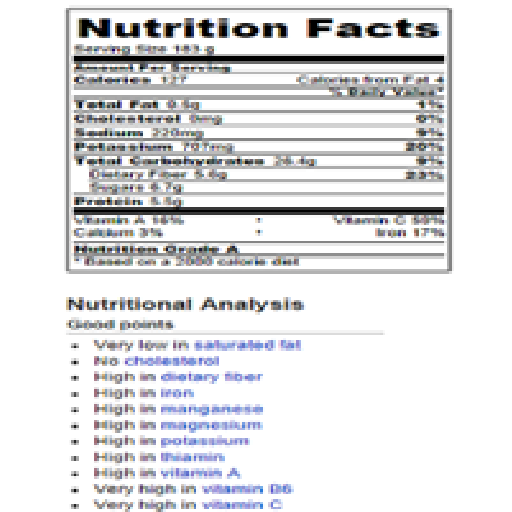 Nutrition Facts
Serving Size 183 g
Amount Per Serving
Calories 127 Calories from Fat 4
% Daily Value*
Total Fat 0.5g 1%
Cholesterol 0mg 0%
Sodium 220mg 9%
Potassium 707mg 20%
Total Carbohydrates 26.4g 9%
Dietary Fiber 5.6g 23%
Sugars 6.7g
Protein 5.5g
Vitamin A 16% • Vitamin C 59%
Calcium 3% • Iron 17%
Nutrition Grade A
* Based on a 2000 calorie diet
Nutritional Analysis
Good points
• Very low in saturated fat
• No cholesterol
• High in dietary fiber
• High in iron
• High in manganese
• High in magnesium
• High in potassium
• High in thiamin
• High in vitamin A
• Very high in vitamin B6
• Very high in vitamin C